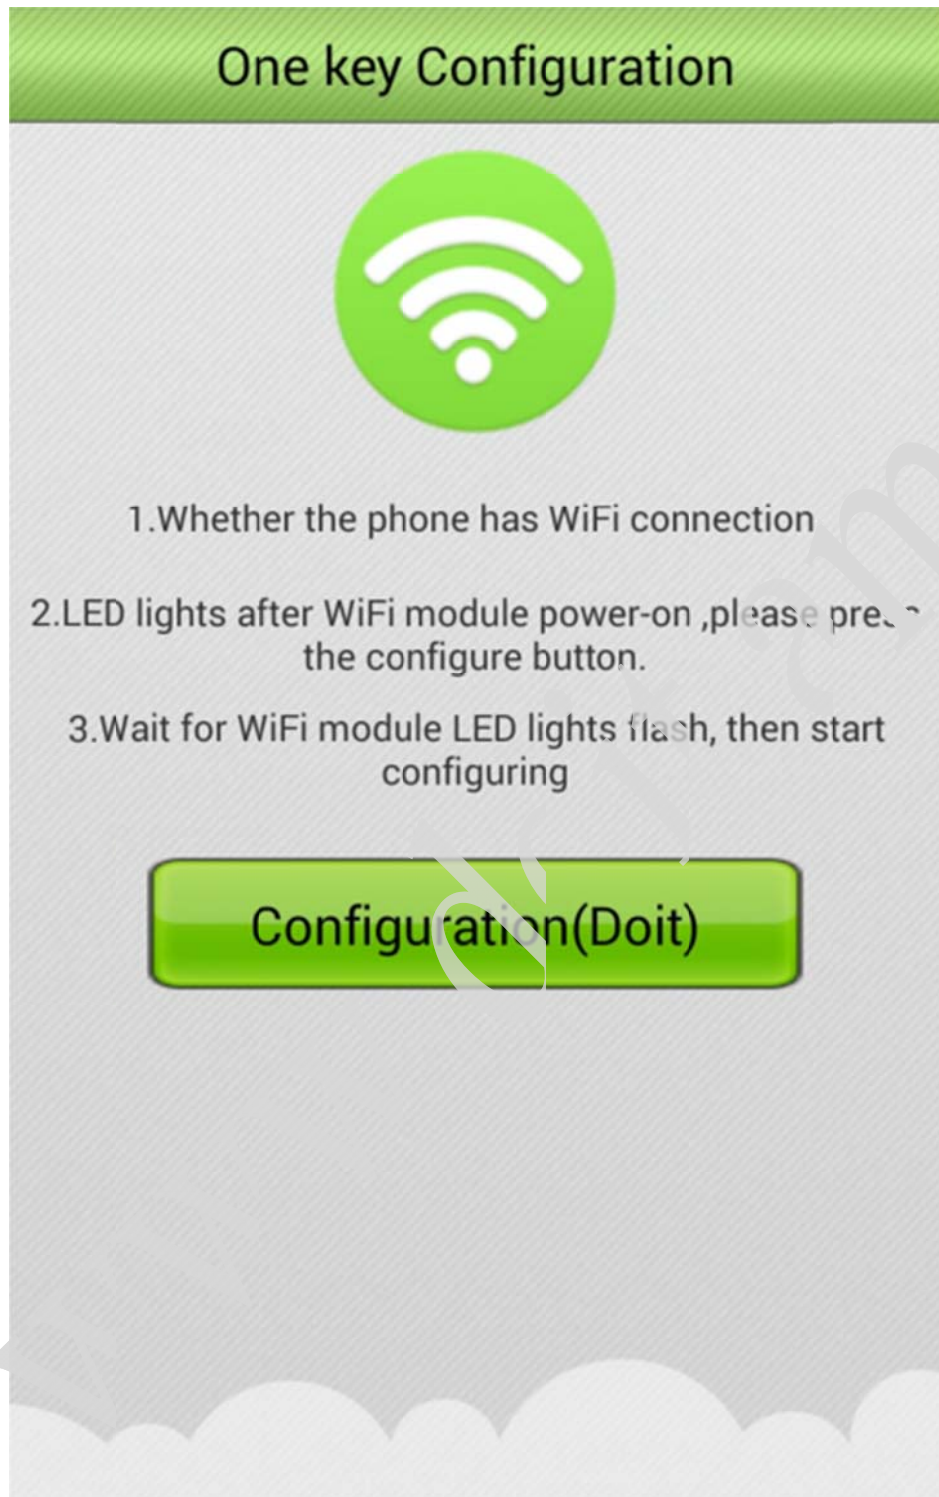 One key Configuration
1.Whether the phone has WiFi connection
2.LED lights after WiFi module power-on ,please press
the configure button.
3.Wait for WiFi module LED lights flash, then start
configuring
Configuration(Doit)